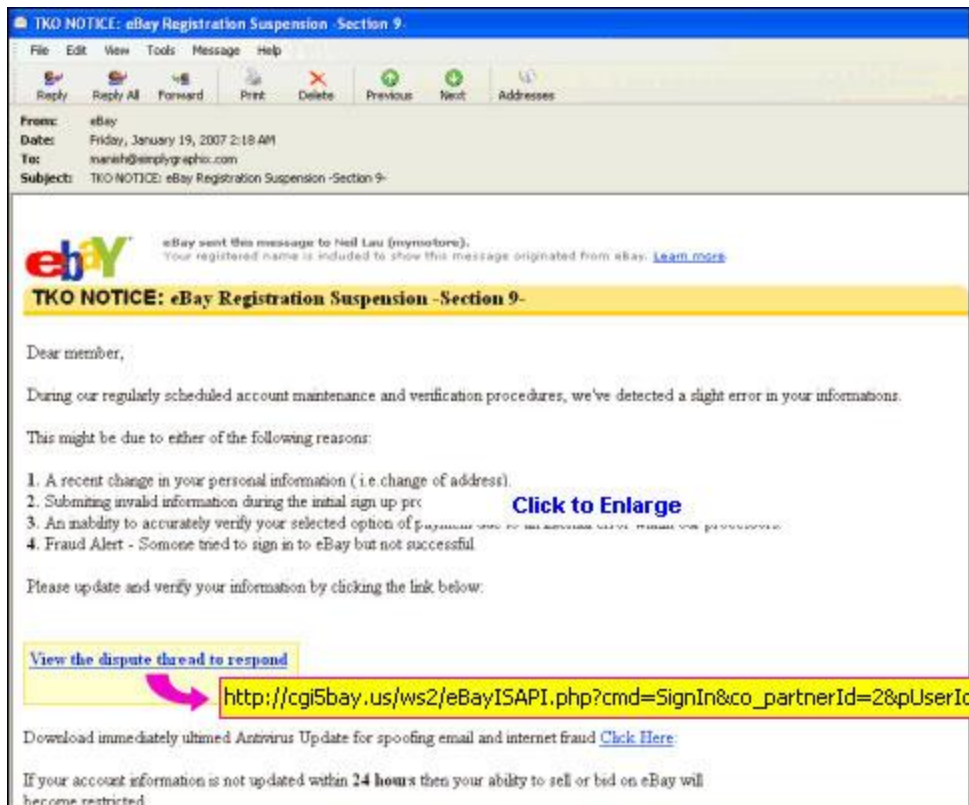 TKO NOTICE: eBay Registration Suspension -Section 9-
File Edit View Tools Message Help
Reply Reply All Forward Print Delete Previous Next Addresses
From: eBay
Date: Friday, January 19, 2007 2:18 AM
To: manish@simplygraphix.com
Subject: TKO NOTICE: eBay Registration Suspension -Section 9-
ebaY
eBay sent this message to Neil Lau (mymotore).
Your registered name is included to show this message originated from eBay. Learn more
TKO NOTICE: eBay Registration Suspension -Section 9-
Dear member,
During our regularly scheduled account maintenance and verification procedures, we've detected a slight error in your informations.
This might be due to either of the following reasons:
1. A recent change in your personal information ( i.e.change of address).
2. Submiting invalid information during the initial sign up
Click to Enlarge
3. An inability to accurately verify your selected option of
4. Fraud Alert - Somone tried to sign in to eBay but not successful
Please update and verify your information by clicking the link below:
View the dispute thread to respond
http://cgi5bay.us/ws2/eBayISAPI.php?cmd=SignIn&co_partnerId=2&pUserId
Download immediately ultimed Antivirus Update for spoofing email and internet fraud Click Here:
If your account information is not updated within 24 hours then your ability to sell or bid on eBay will
become restricted